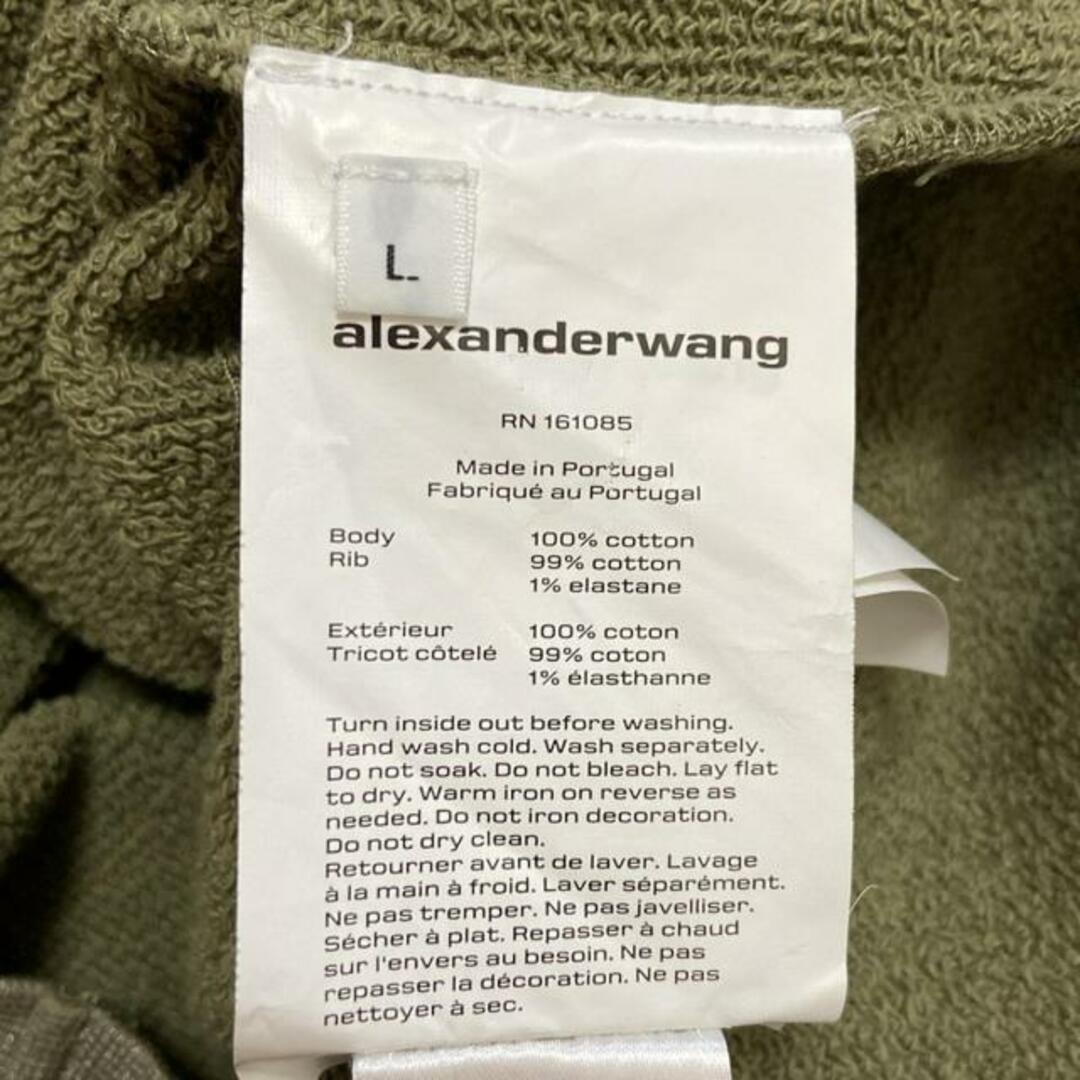 L
alexanderwang
RN 161085
Made in Portugal
Fabriqué au Portugal
Body 100% cotton
Rib 99% cotton
1% elastane
Extérieur 100% coton
Tricot côtelé 99% coton
1% élasthanne
Turn inside out before washing.
Hand wash cold. Wash separately.
Do not soak. Do not bleach. Lay flat
to dry. Warm iron on reverse as
needed. Do not iron decoration.
Do not dry clean.
Retourner avant de laver. Lavage
à la main à froid. Laver séparément.
Ne pas tremper. Ne pas javelliser.
Sécher à plat. Repasser à chaud
sur l'envers au besoin. Ne pas
repasser la décoration. Ne pas
nettoyer à sec.